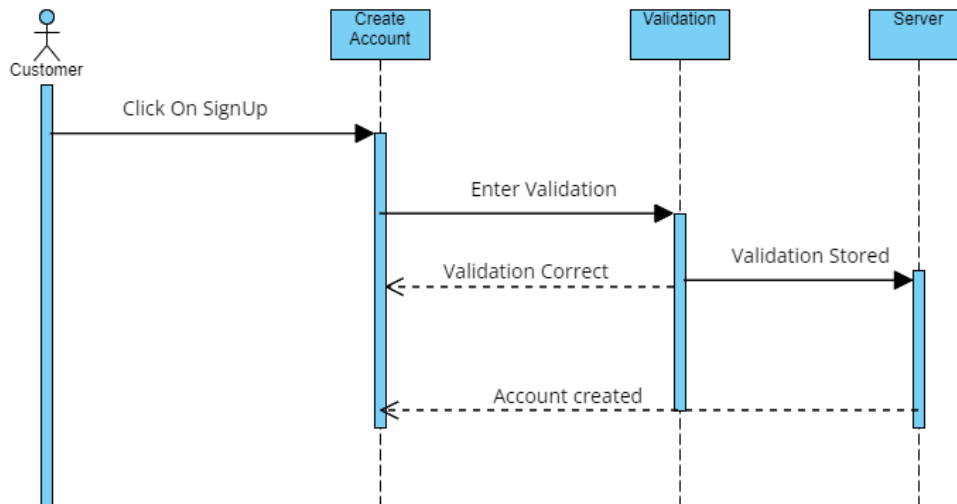 Create
Account
Validation
Server
Customer
Click On SignUp
Enter Validation
Validation Stored
Validation Correct
Account created